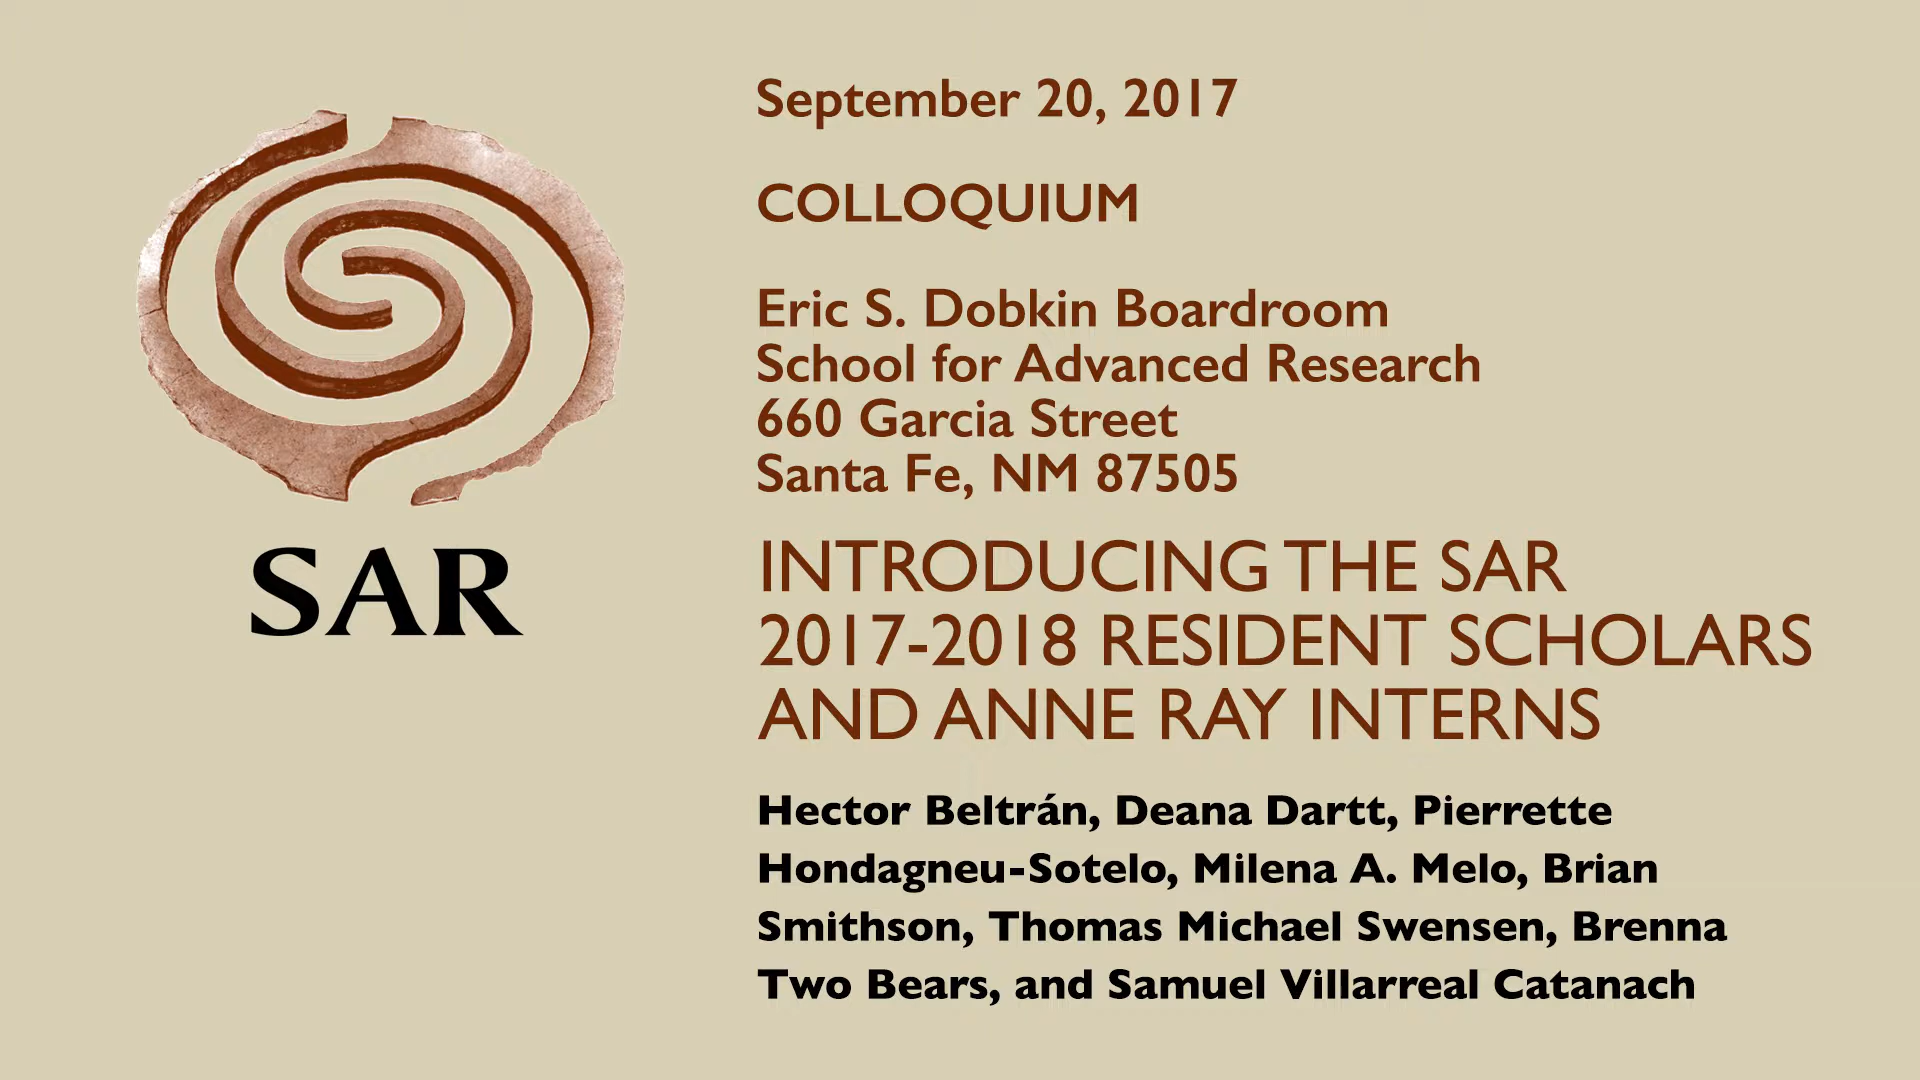 September 20, 2017
COLLOQUIUM
Eric S. Dobkin Boardroom
School for Advanced Research
660 Garcia Street
Santa Fe, NM 87505
SAR
INTRODUCING THE SAR
2017-2018 RESIDENT SCHOLARS
AND ANNE RAY INTERNS
Hector Beltrán, Deana Dartt, Pierrette
Hondagneu-Sotelo, Milena A. Melo, Brian
Smithson, Thomas Michael Swensen, Brenna
Two Bears, and Samuel Villarreal Catanach